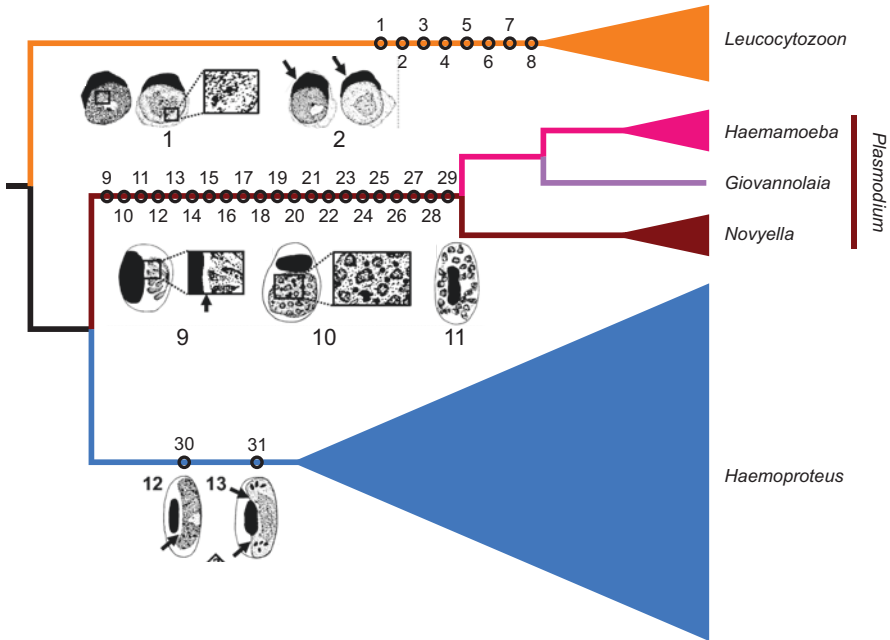 1 3 5 7
2 4 6 8
Leucocytozoon
1 2
Haemamoeba
9 11 13 15 17 19 21 23 25 27 29
10 12 14 16 18 20 22 24 26 28
Giovannolaia
Plasmodium
Novyella
9 10 11
30 31
12 13
Haemoproteus